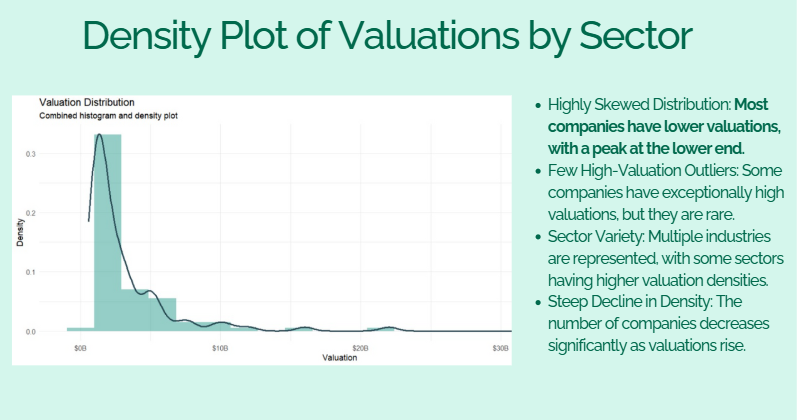 Density Plot of Valuations by Sector
Valuation Distribution
Combined histogram and density plot
Density
0.3
0.2
0.1
0.0
$0B
$10B
$20B
$30B
Valuation
• Highly Skewed Distribution: Most
companies have lower valuations,
with a peak at the lower end.
• Few High-Valuation Outliers: Some
companies have exceptionally high
valuations, but they are rare.
• Sector Variety: Multiple industries
are represented, with some sectors
having higher valuation densities.
• Steep Decline in Density: The
number of companies decreases
significantly as valuations rise.